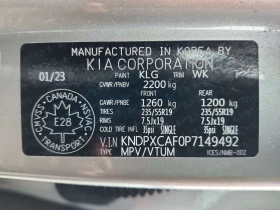 MANUFACTURED IN KOREA BY
KIA CORPORATION
01/23 PAINT KLG TRIM WK
GVWR/PNBV 2200 kg
FRONT REAR
GAWR/PNBE 1260 kg 1200 kg
TIRES 235/55R19 235/55R19
RIMS 7.5Jx19 7.5Jx19
COLD TIRE 35psi SINGLE 35psi SINGLE
V.I.N KNDPXCAF0P7149492
TYPE MPV/VTUM ICES/NMB-002
CANADA
CMVSS NSVAC
E28
TRANSPORT